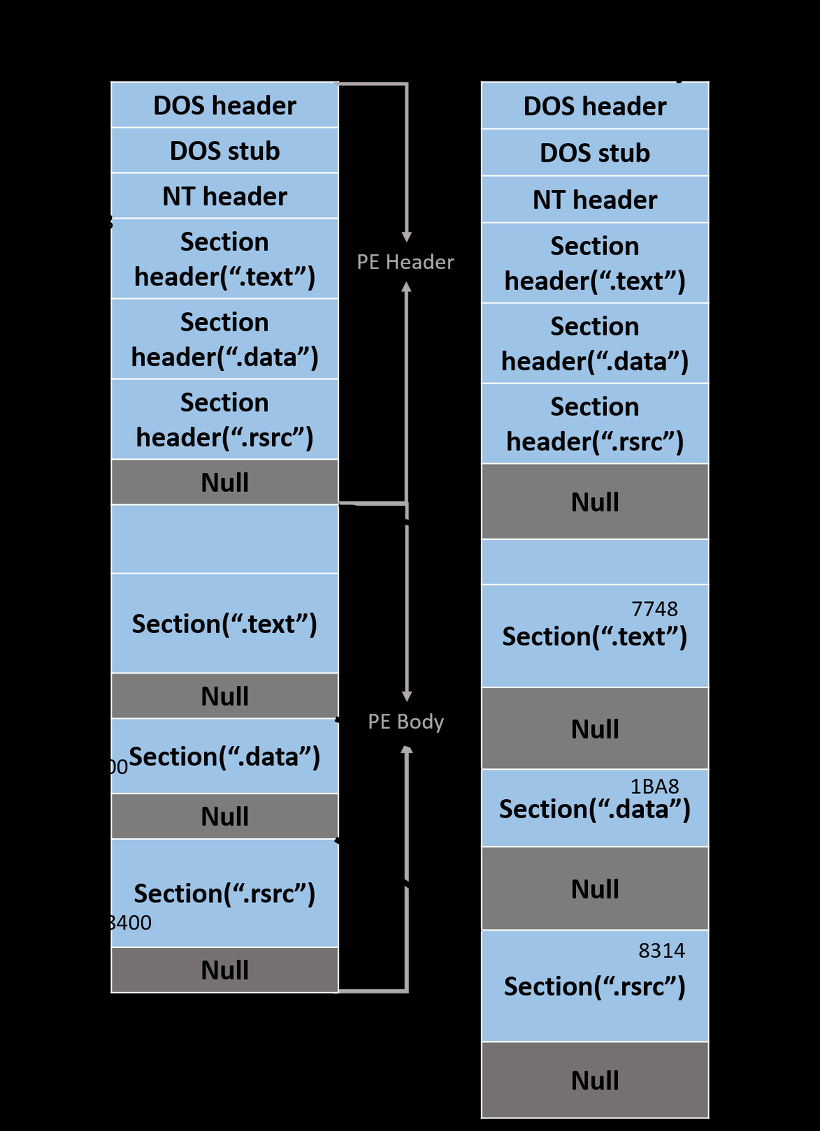 DOS header
DOS stub
NT header
Section
header(“.text”)
Section
header(“.data”)
Section
header(“.rsrc”)
Null
Section(“.text”)
Null
Section(“.data”)
Null
Section(“.rsrc”)
Null
PE Header
PE Body
DOS header
DOS stub
NT header
Section
header(“.text”)
Section
header(“.data”)
Section
header(“.rsrc”)
Null
7748
Section(“.text”)
Null
1BA8
Section(“.data”)
Null
8314
Section(“.rsrc”)
Null